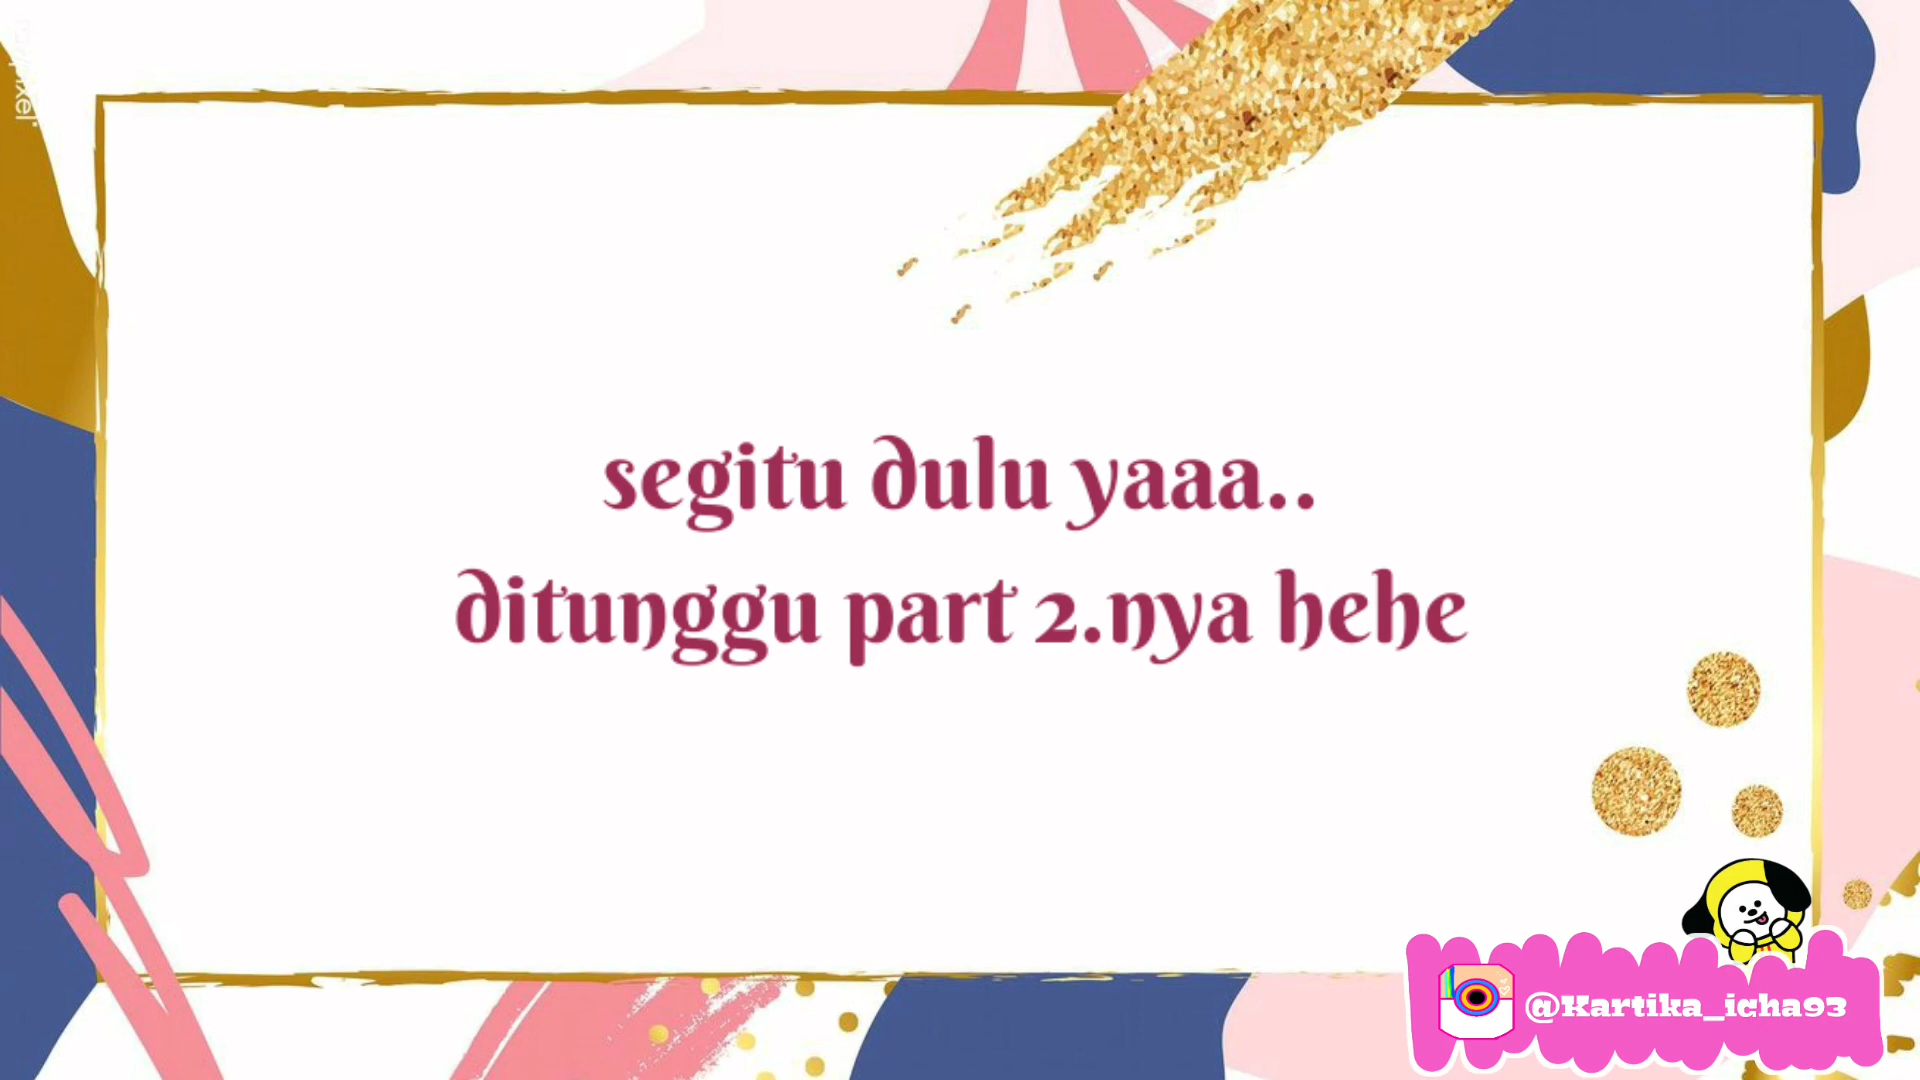 segitu dulu yaaa..
ditunggu part 2.nya hehe
@Kartika_icha93